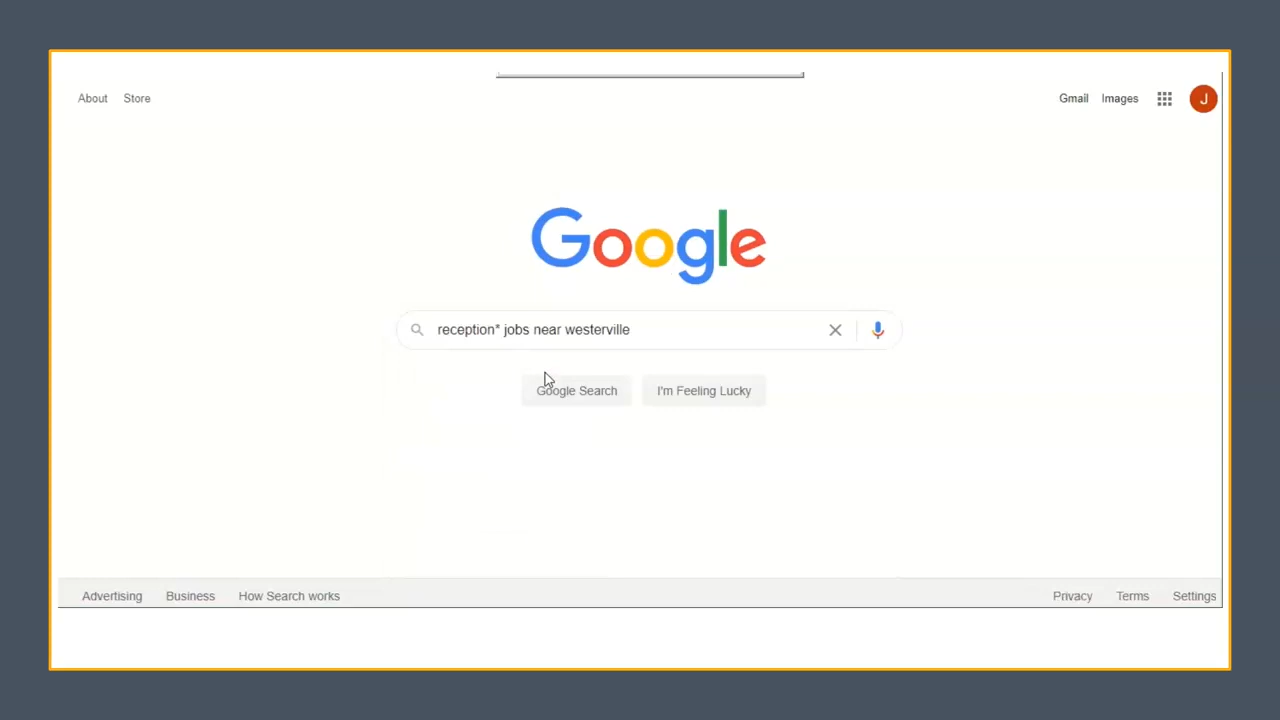 About Store Gmail Images J
Google
reception* jobs near westerville
Google Search I'm Feeling Lucky
Advertising Business How Search works Privacy Terms Settings